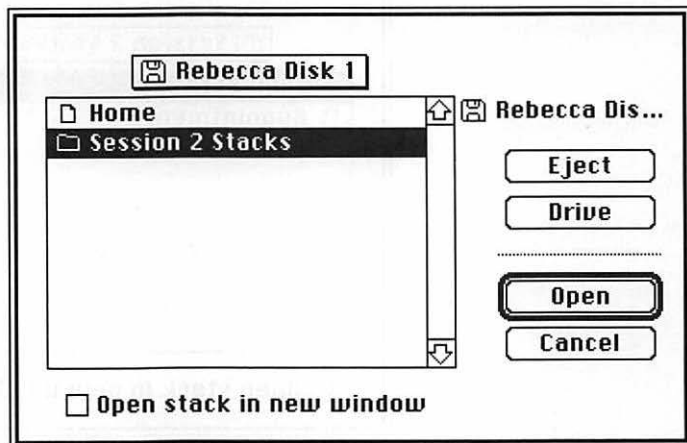 Rebecca Disk 1
Home
Session 2 Stacks
Rebecca Dis...
Eject
Drive
Open
Cancel
Open stack in new window